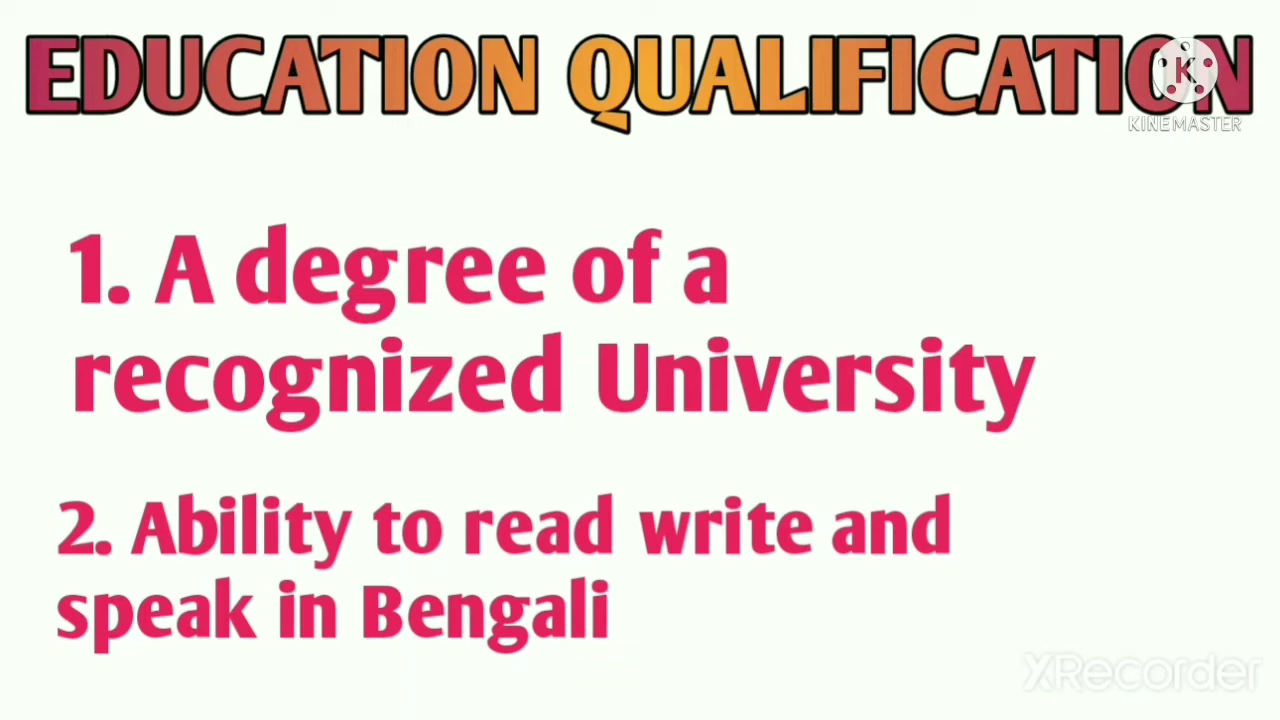 EDUCATION QUALIFICATION
K
KINEMASTER
1. A degree of a
recognized University
2. Ability to read write and
speak in Bengali
XRecorder